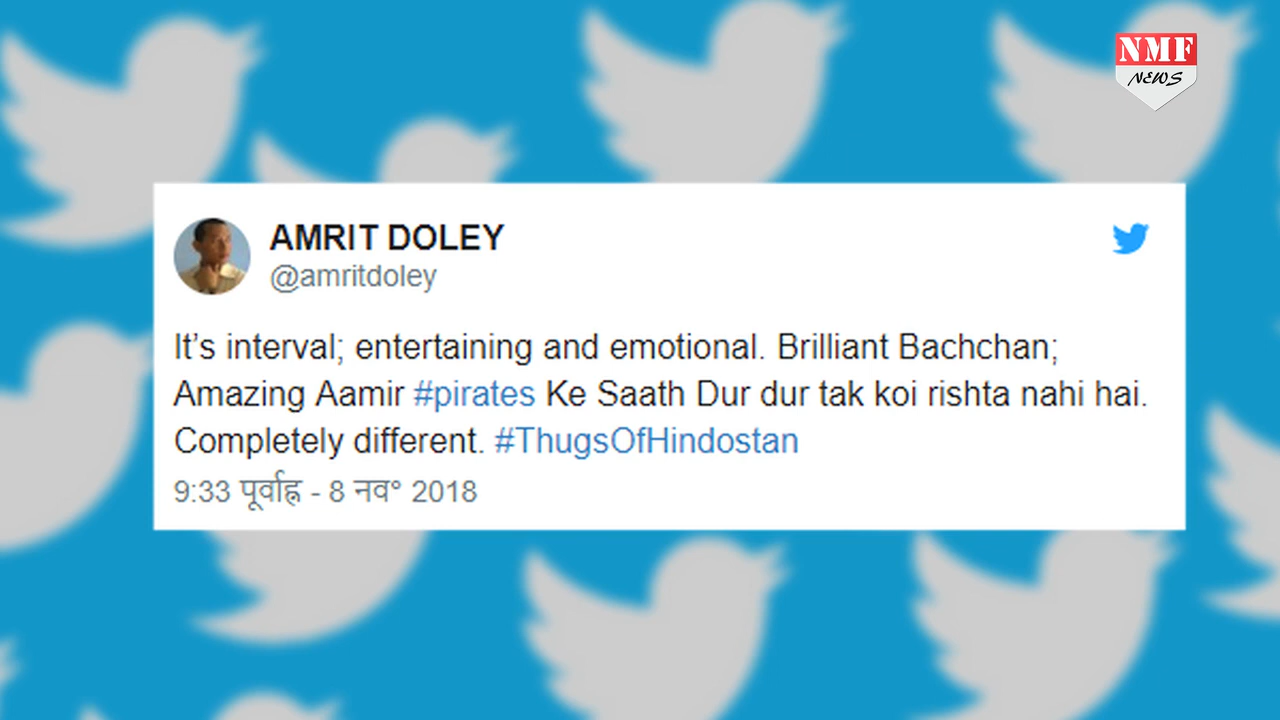 NMF
NEWS
AMRIT DOLEY
@amritdoley
It’s interval; entertaining and emotional. Brilliant Bachchan;
Amazing Aamir #pirates Ke Saath Dur dur tak koi rishta nahi hai.
Completely different. #ThugsOfHindostan
9:33 पूर्वाह्न - 8 नव॰ 2018